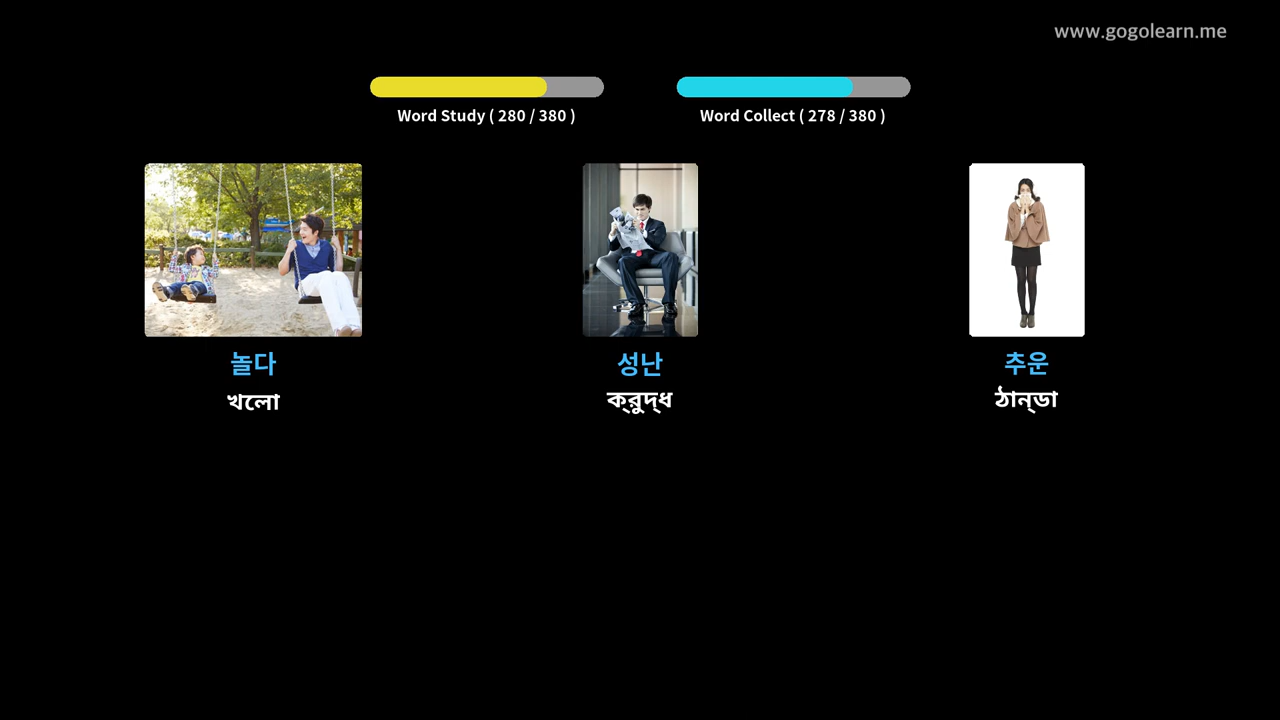 www.gogolearn.me
Word Study ( 280 / 380 )
Word Collect ( 278 / 380 )
놀다
성난
추운
খেলো
ক্রুদ্ধ
ঠান্ডা